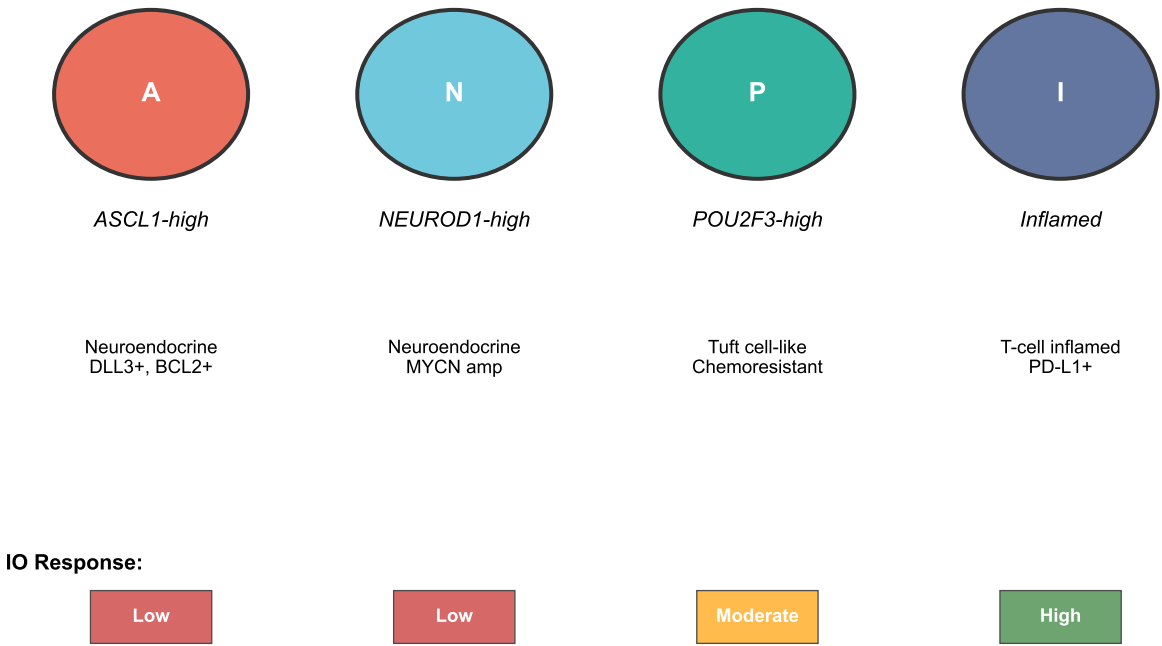 A
N
P
I
ASCL1-high
NEUROD1-high
POU2F3-high
Inflamed
Neuroendocrine
DLL3+, BCL2+
Neuroendocrine
MYCN amp
Tuft cell-like
Chemoresistant
T-cell inflamed
PD-L1+
IO Response:
Low
Low
Moderate
High